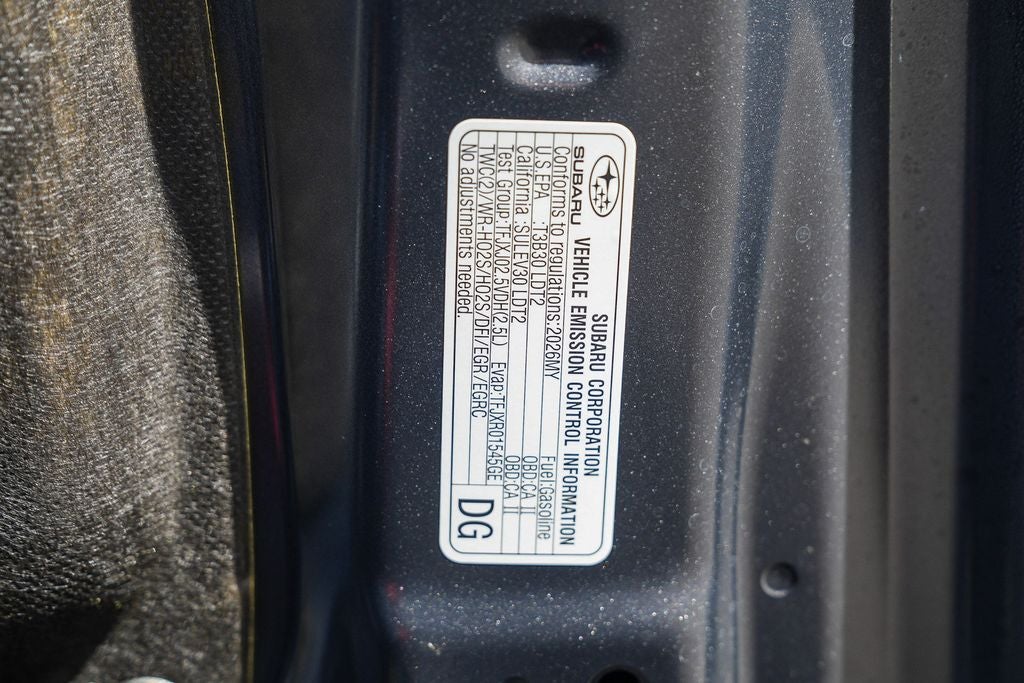 SUBARU CORPORATION
SUBARU VEHICLE EMISSION CONTROL INFORMATION
Conforms to regulations:2026MY Fuel:Gasoline
U.S.EPA :T3B30 LDT2 OBD:CA II
California :SULEV30 LDT2 OBD:CA II
Test Group:TFJXJ02.5VDH(2.5L) Evap:TFJXR01545GE
TWC(2)/WR-HO2S/HO2S/DFI/EGR/EGRC
No adjustments needed.
DG